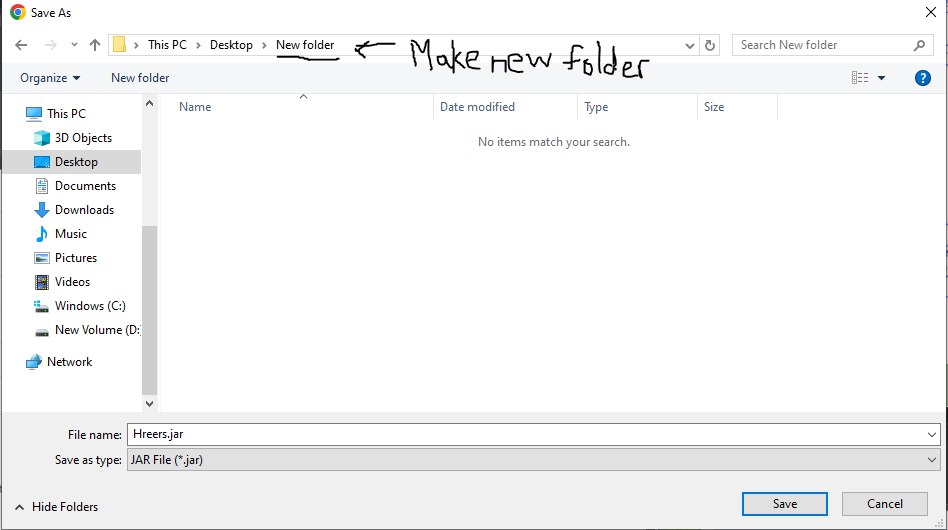 Save As
This PC > Desktop > New folder
Make new folder
Search New folder
Organize
New folder
Name
Date modified
Type
Size
No items match your search.
This PC
3D Objects
Desktop
Documents
Downloads
Music
Pictures
Videos
Windows (C:)
New Volume (D:
Network
File name: Hreers.jar
Save as type: JAR File (*.jar)
Hide Folders
Save
Cancel